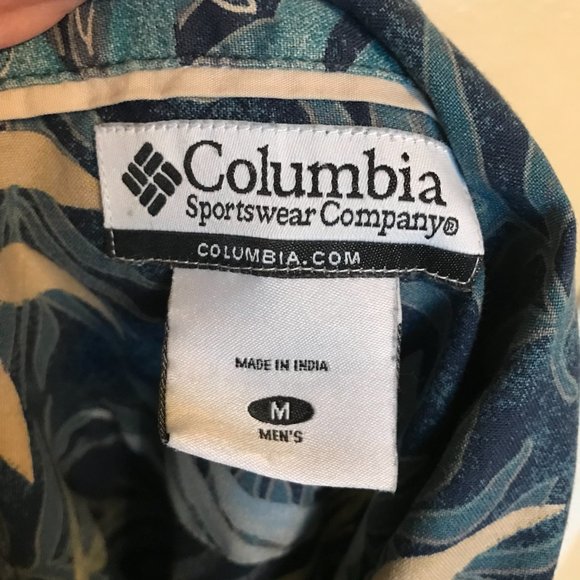 Columbia
Sportswear Company®
COLUMBIA.COM
MADE IN INDIA
M
MEN'S